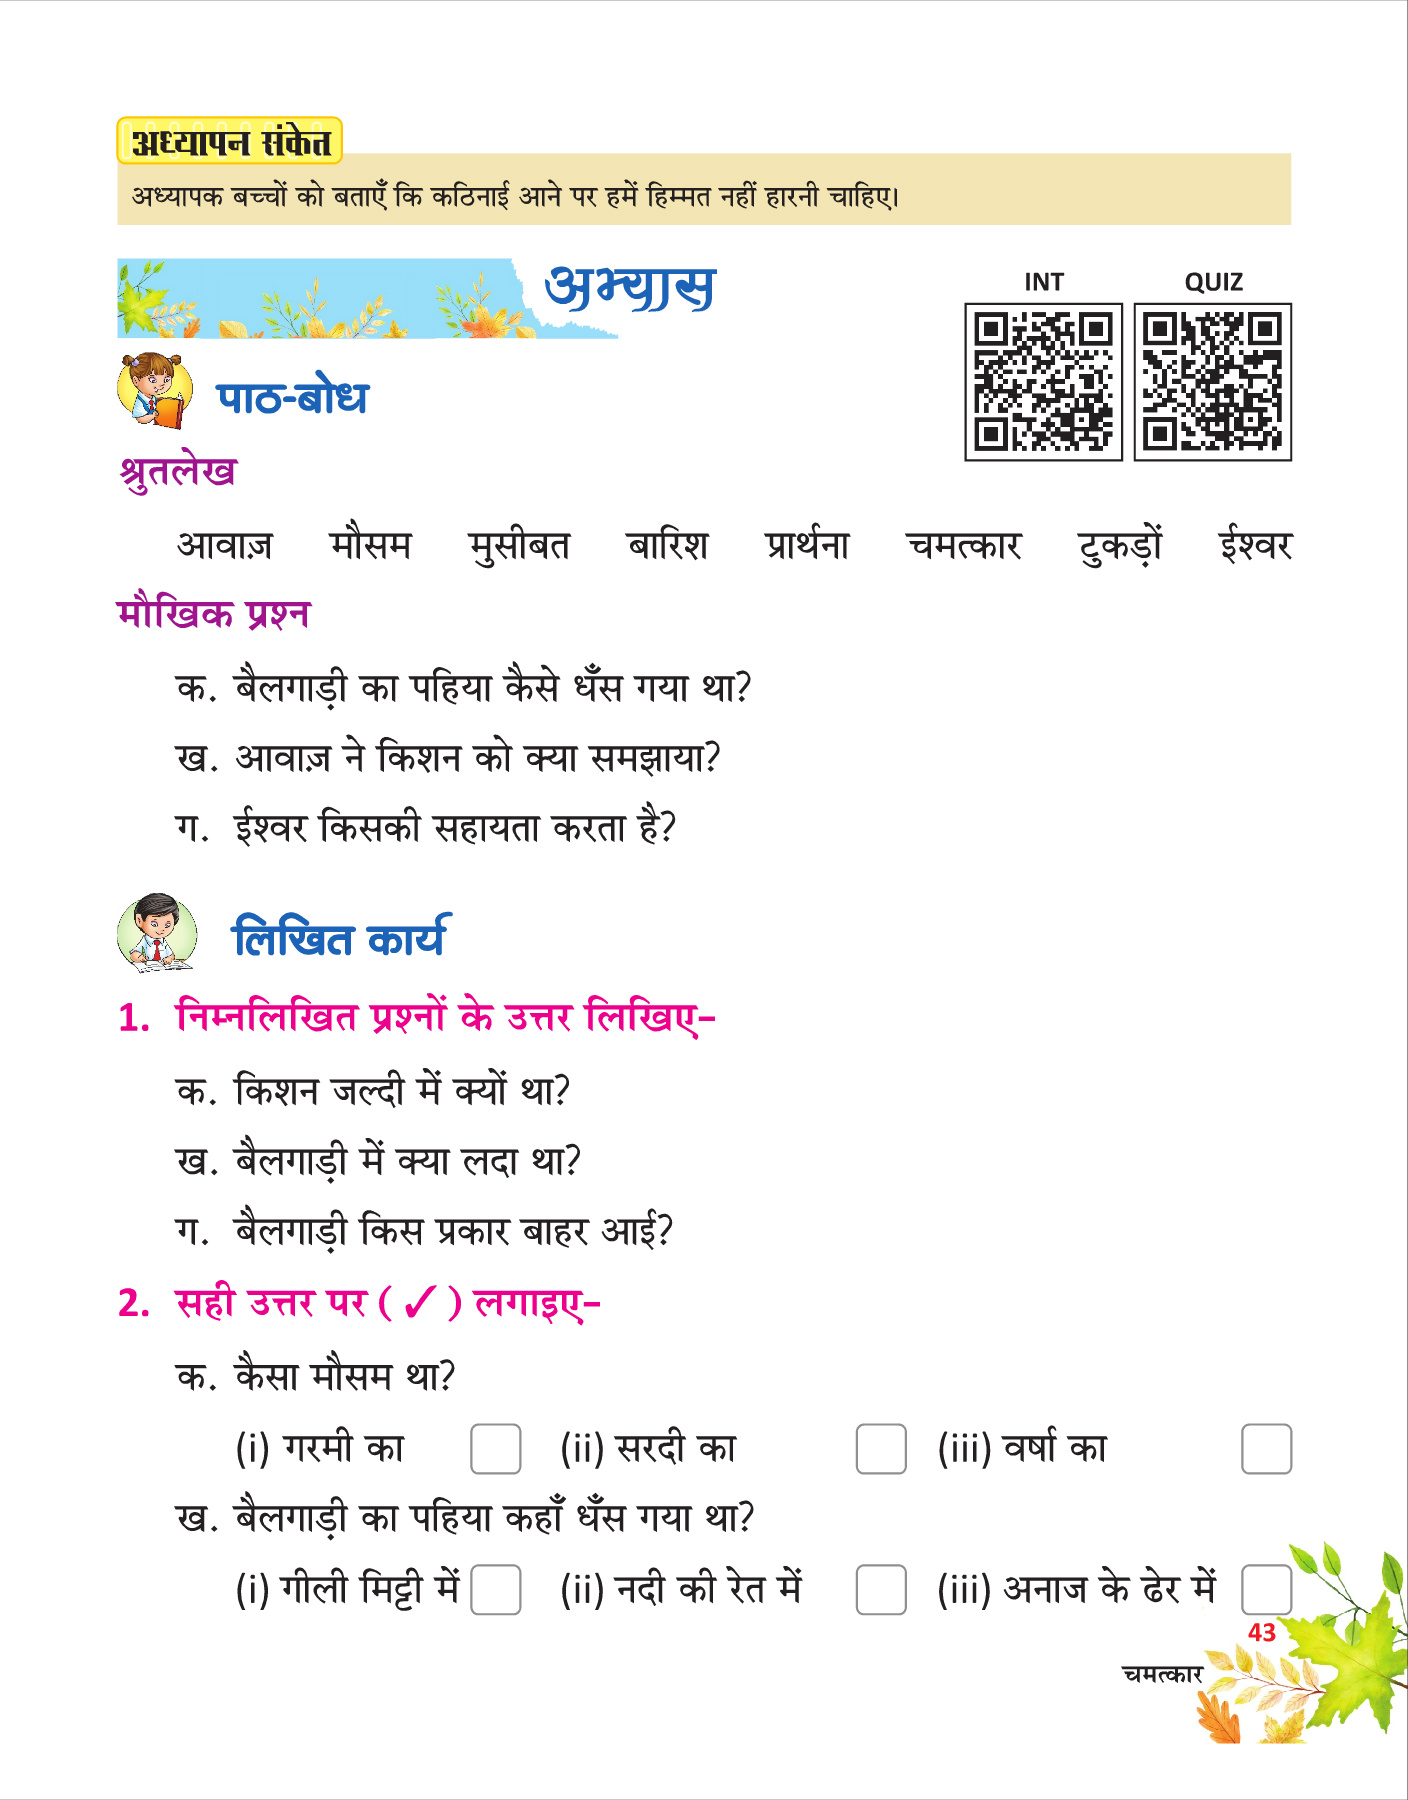 अध्यापन संकेत
अध्यापक बच्चों को बताएँ कि कठिनाई आने पर हमें हिम्मत नहीं हारनी चाहिए।
अभ्यास
INT QUIZ
पाठ-बोध
श्रुतलेख
आवाज़ मौसम मुसीबत बारिश प्रार्थना चमत्कार टुकड़ों ईश्वर
मौखिक प्रश्न
क. बैलगाड़ी का पहिया कैसे धँस गया था?
ख. आवाज़ ने किशन को क्या समझाया?
ग. ईश्वर किसकी सहायता करता है?
लिखित कार्य
1. निम्नलिखित प्रश्नों के उत्तर लिखिए–
क. किशन जल्दी में क्यों था?
ख. बैलगाड़ी में क्या लदा था?
ग. बैलगाड़ी किस प्रकार बाहर आई?
2. सही उत्तर पर ( ✓ ) लगाइए–
क. कैसा मौसम था?
(i) गरमी का (ii) सरदी का (iii) वर्षा का
ख. बैलगाड़ी का पहिया कहाँ धँस गया था?
(i) गीली मिट्टी में (ii) नदी की रेत में (iii) अनाज के ढेर में
43
चमत्कार